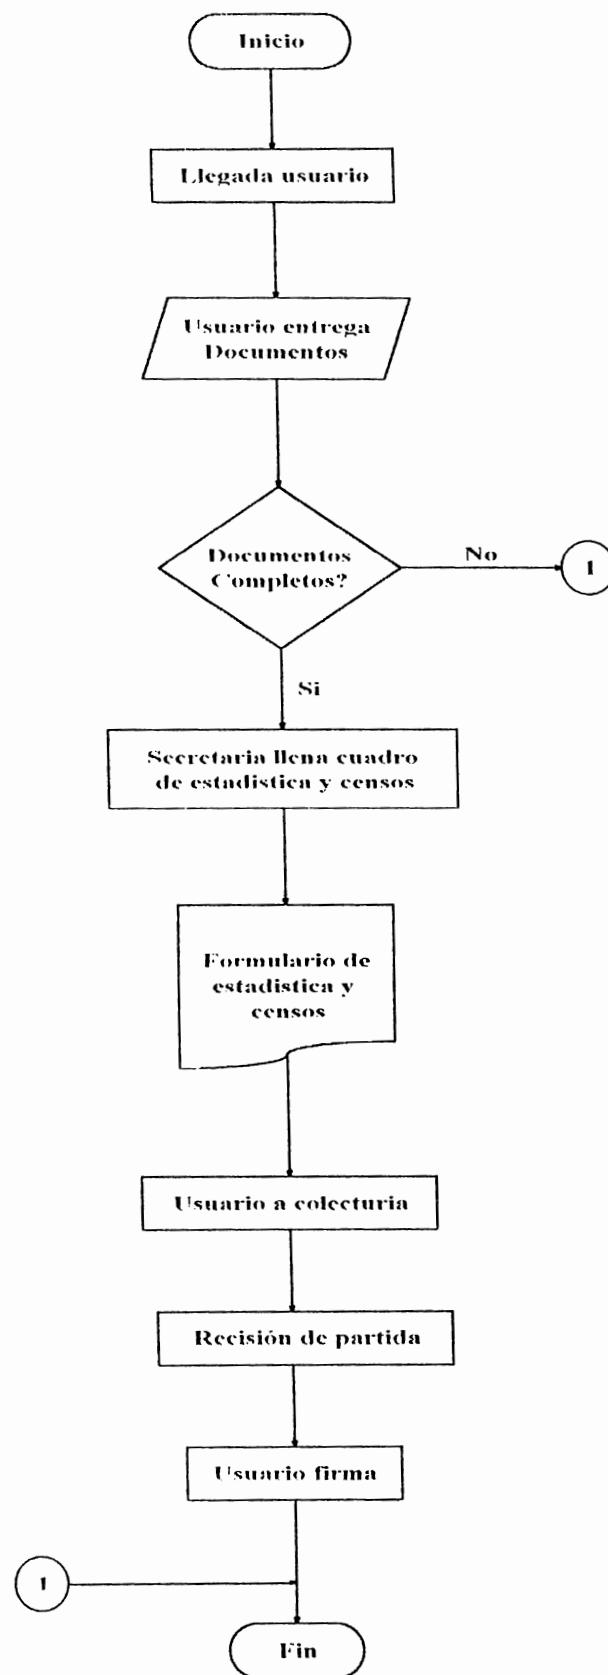 Inicio
Llegada usuario
Usuario entrega
Documentos
Documentos
Completos?
No
1
Si
Secretaria llena cuadro
de estadistica y censos
Formulario de
estadistica y
censos
Usuario a colecturia
Recisión de partida
Usuario firma
1
Fin